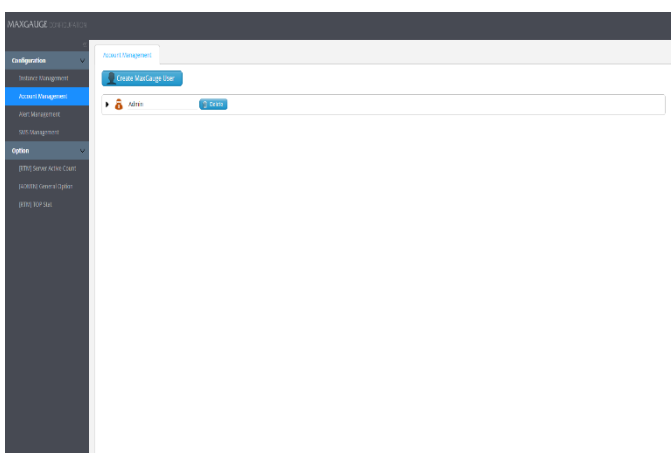 MAXGAUGE CONFIGURATION
Account Management
Configuration
Instance Management
Account Management
Alert Management
SMS Management
Option
[RTM] Server Active Count
[ADMIN] General Option
[RTM] TOP Stat
Create MaxGauge User
Admin
Delete